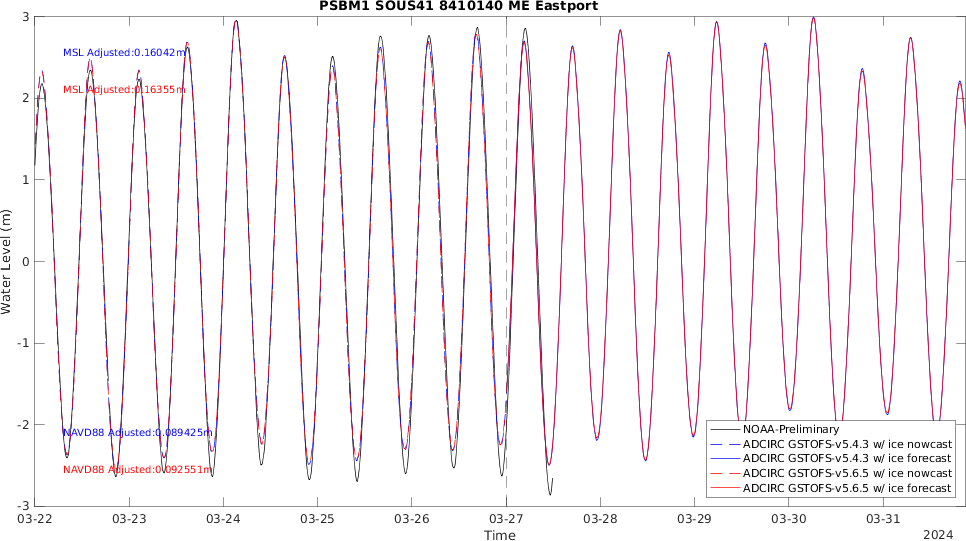 PSBM1 SOUS41 8410140 ME Eastport
3
MSL Adjusted:0.16042m
MSL Adjusted:0.16355m
2
1
0
-1
-2
-3
Water Level (m)
NAVD88 Adjusted:0.089425m
NAVD88 Adjusted:0.092551m
NOAA-Preliminary
ADCIRC GSTOFS-v5.4.3 w/ ice nowcast
ADCIRC GSTOFS-v5.4.3 w/ ice forecast
ADCIRC GSTOFS-v5.6.5 w/ ice nowcast
ADCIRC GSTOFS-v5.6.5 w/ ice forecast
03-22 03-23 03-24 03-25 03-26 03-27 03-28 03-29 03-30 03-31
Time
2024